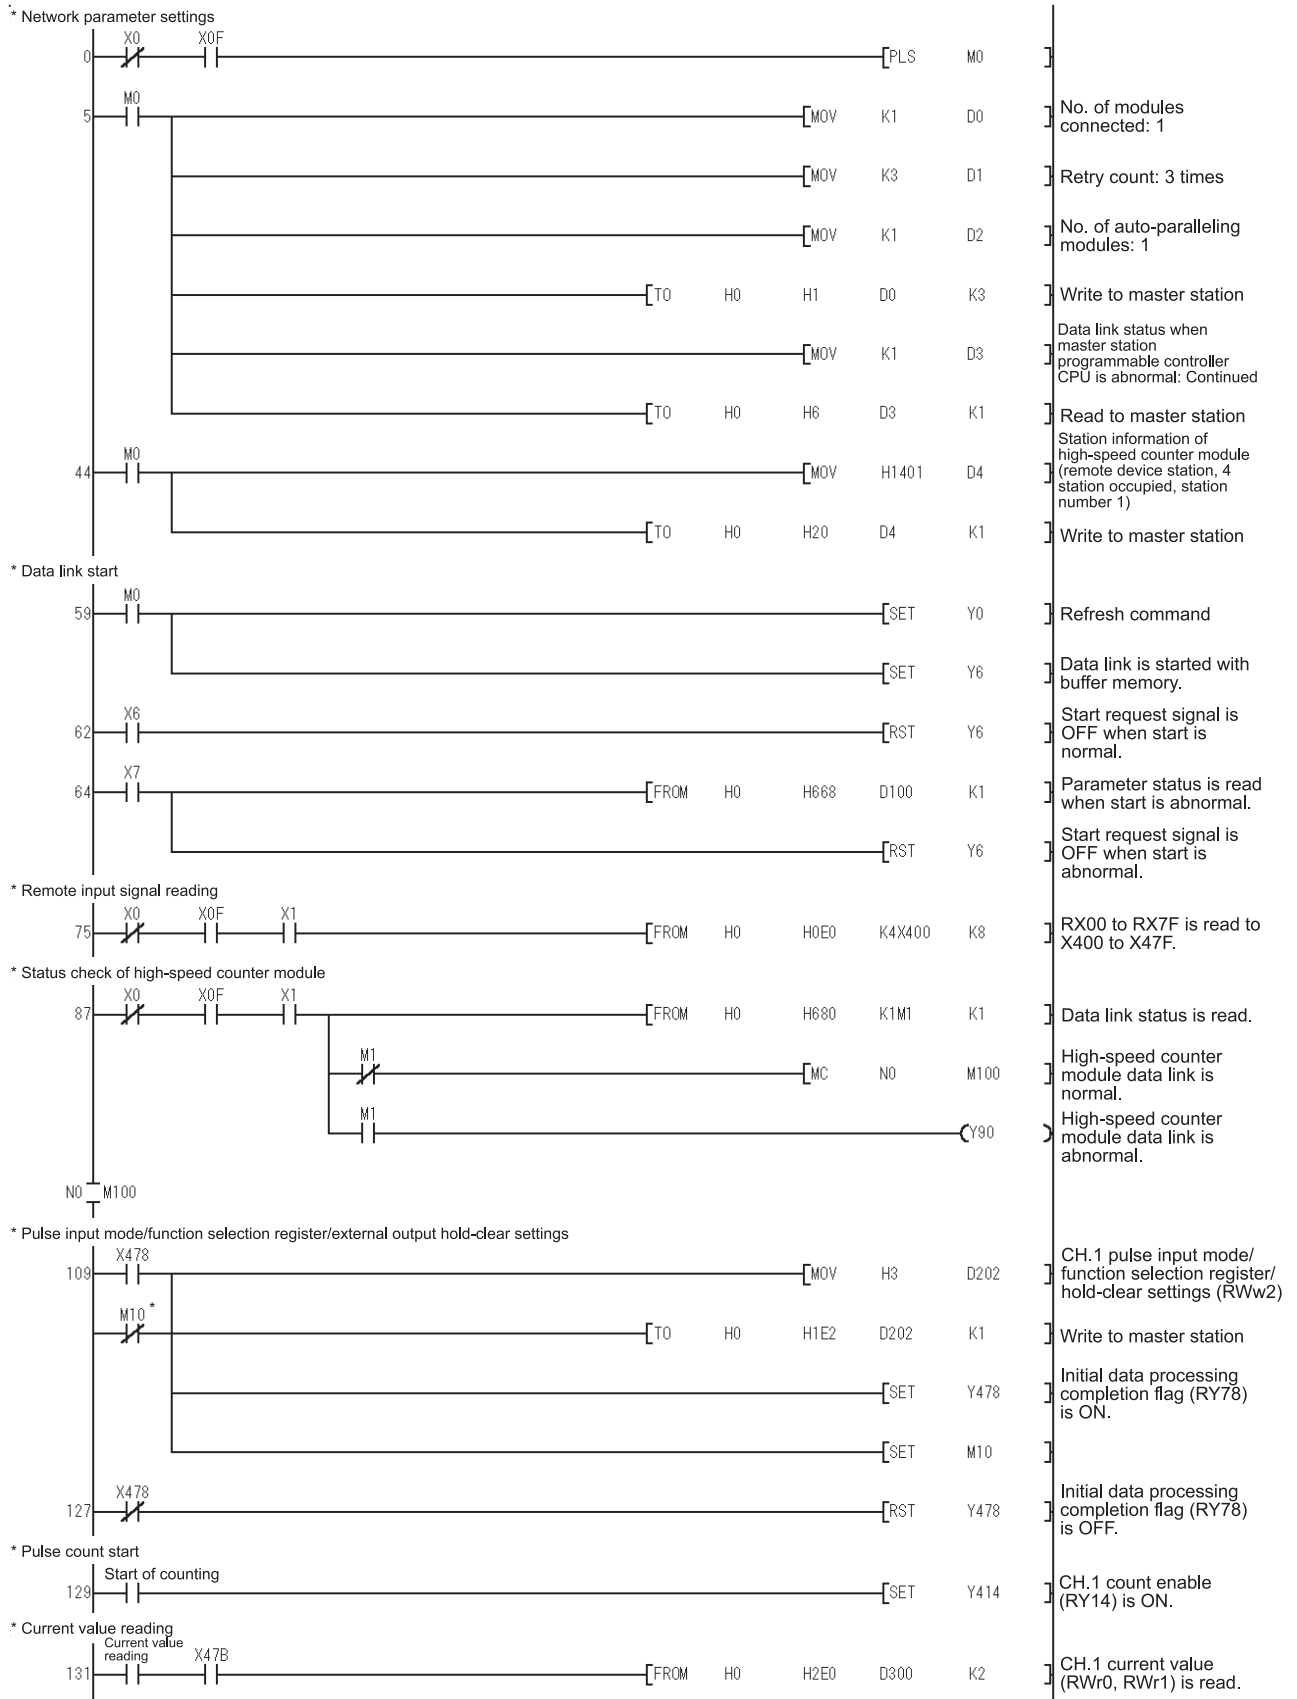 * Network parameter settings
X0 X0F
0 PLS M0
M0
5 MOV K1 D0 No. of modules
connected: 1
MOV K3 D1 Retry count: 3 times
MOV K1 D2 No. of auto-paralleling
modules: 1
TO H0 H1 D0 K3 Write to master station
Data link status when
master station
MOV K1 D3 programmable controller
CPU is abnormal: Continued
TO H0 H6 D3 K1 Read to master station
M0 Station information of
high-speed counter module
44 MOV H1401 D4 (remote device station, 4
station occupied, station
number 1)
TO H0 H20 D4 K1 Write to master station
* Data link start
M0
59 SET Y0 Refresh command
SET Y6 Data link is started with
buffer memory.
X6 Start request signal is
62 RST Y6 OFF when start is
normal.
X7
64 FROM H0 H668 D100 K1 Parameter status is read
when start is abnormal.
Start request signal is
RST Y6 OFF when start is
abnormal.
* Remote input signal reading
X0 X0F X1
75 FROM H0 H0E0 K4X400 K8 RX00 to RX7F is read to
X400 to X47F.
* Status check of high-speed counter module
X0 X0F X1
87 FROM H0 H680 K1M1 K1 Data link status is read.
M1 High-speed counter
MC N0 M100 module data link is
normal.
M1 High-speed counter
Y90 module data link is
abnormal.
N0 M100
* Pulse input mode/function selection register/external output hold-clear settings
X478 CH.1 pulse input mode/
109 MOV H3 D202 function selection register/
hold-clear settings (RWw2)
M10 *
TO H0 H1E2 D202 K1 Write to master station
Initial data processing
SET Y478 completion flag (RY78)
is ON.
SET M10
X478 Initial data processing
127 RST Y478 completion flag (RY78)
is OFF.
* Pulse count start
Start of counting
129 SET Y414 CH.1 count enable
(RY14) is ON.
* Current value reading
Current value
reading X47B
131 FROM H0 H2E0 D300 K2 CH.1 current value
(RWr0, RWr1) is read.